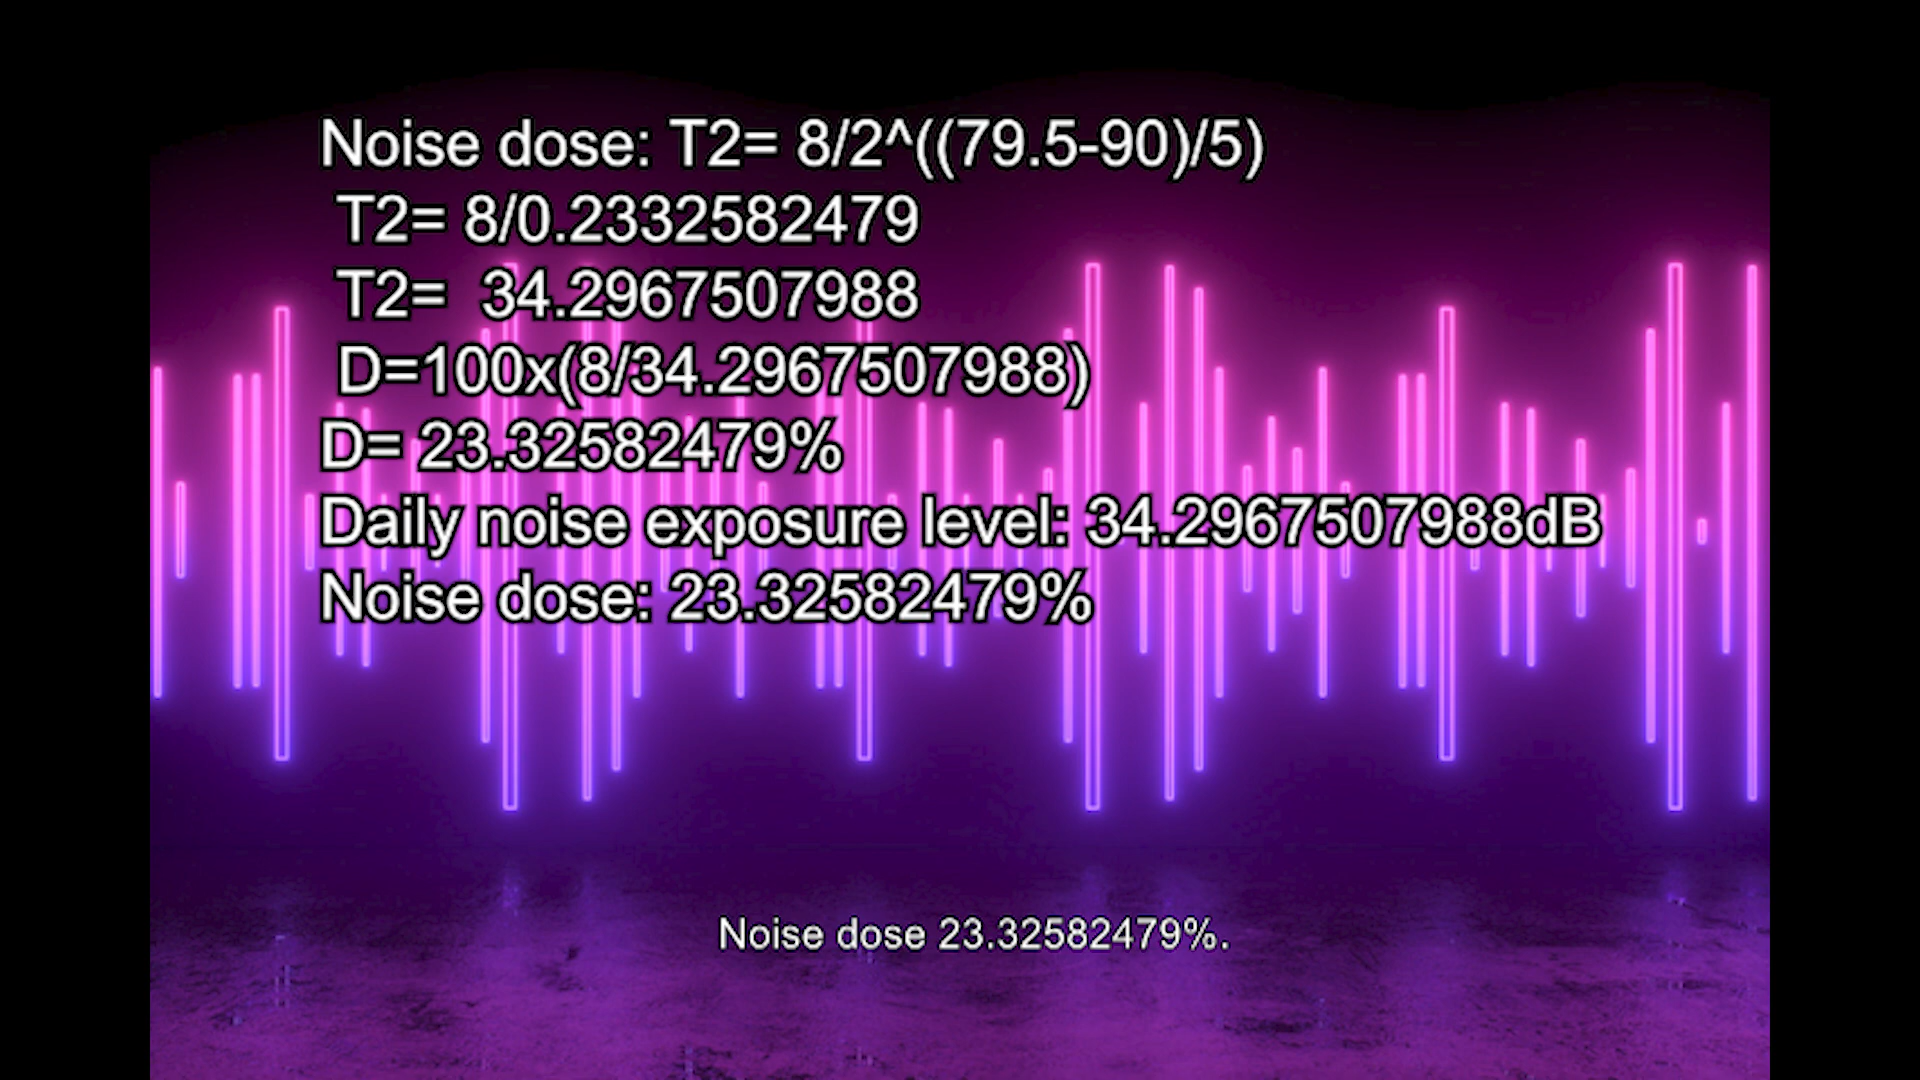 Noise dose: T2= 8/2^((79.5-90)/5)
T2= 8/0.2332582479
T2=  34.2967507988
D=100x(8/34.2967507988)
D= 23.32582479%
Daily noise exposure level: 34.2967507988dB
Noise dose: 23.32582479%
Noise dose 23.32582479%.